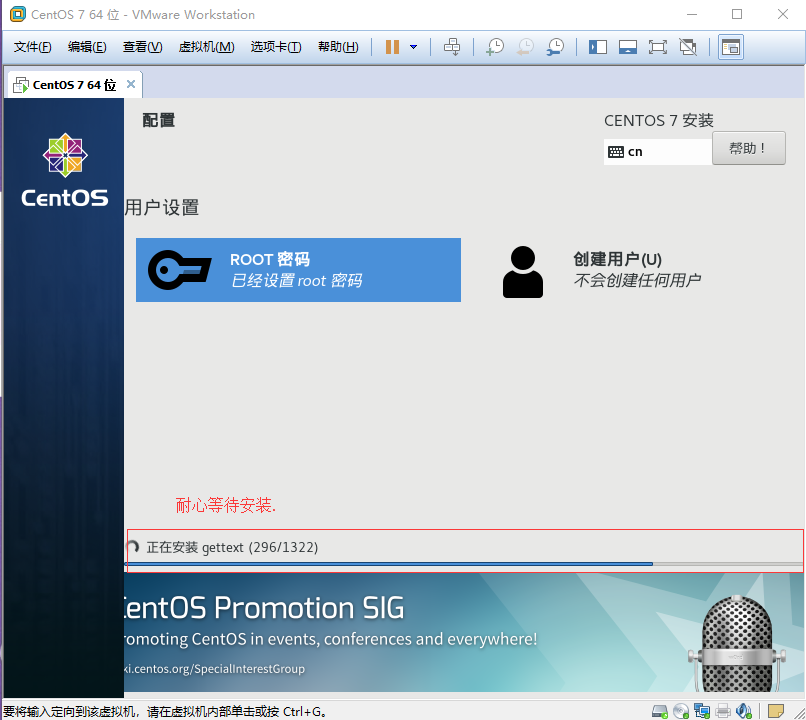 CentOS 7 64 位 - VMware Workstation
文件(F) 编辑(E) 查看(V) 虚拟机(M) 选项卡(T) 帮助(H)
CentOS 7 64 位
配置
CENTOS 7 安装
cn
帮助！
CentOS
用户设置
ROOT 密码
已经设置 root 密码
创建用户(U)
不会创建任何用户
耐心等待安装.
正在安装 gettext (296/1322)
CentOS Promotion SIG
romoting CentOS in events, conferences and everywhere!
ki.centos.org/SpecialInterestGroup
要将输入定向到该虚拟机，请在虚拟机内部单击或按 Ctrl+G。